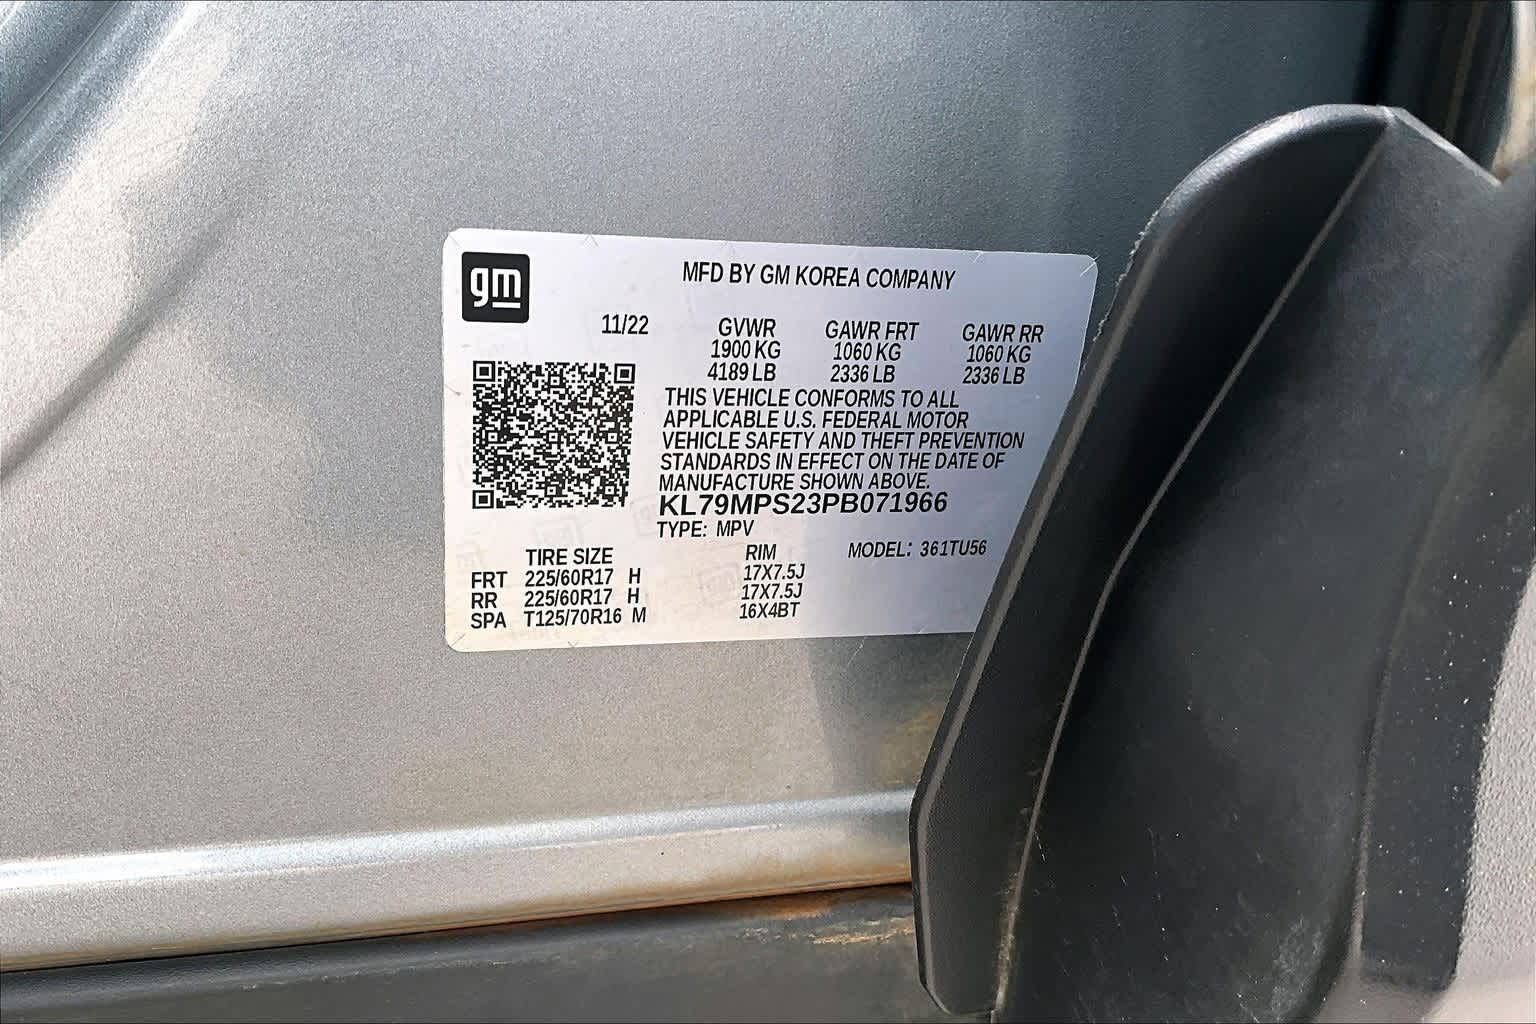 gm
MFD BY GM KOREA COMPANY
11/22 GVWR GAWR FRT GAWR RR
1900 KG 1060 KG 1060 KG
4189 LB 2336 LB 2336 LB
THIS VEHICLE CONFORMS TO ALL
APPLICABLE U.S. FEDERAL MOTOR
VEHICLE SAFETY AND THEFT PREVENTION
STANDARDS IN EFFECT ON THE DATE OF
MANUFACTURE SHOWN ABOVE.
KL79MPS23PB071966
TYPE: MPV
MODEL: 361TU56
TIRE SIZE RIM
FRT 225/60R17 H 17X7.5J
RR 225/60R17 H 17X7.5J
SPA T125/70R16 M 16X4BT